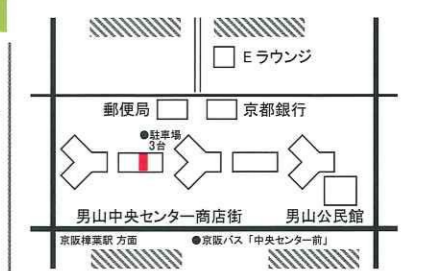 Eラウンジ
郵便局 京都銀行
●駐車場
3台
男山中央センター商店街 男山公民館
京阪樟葉駅 方面 ●京阪バス「中央センター前」